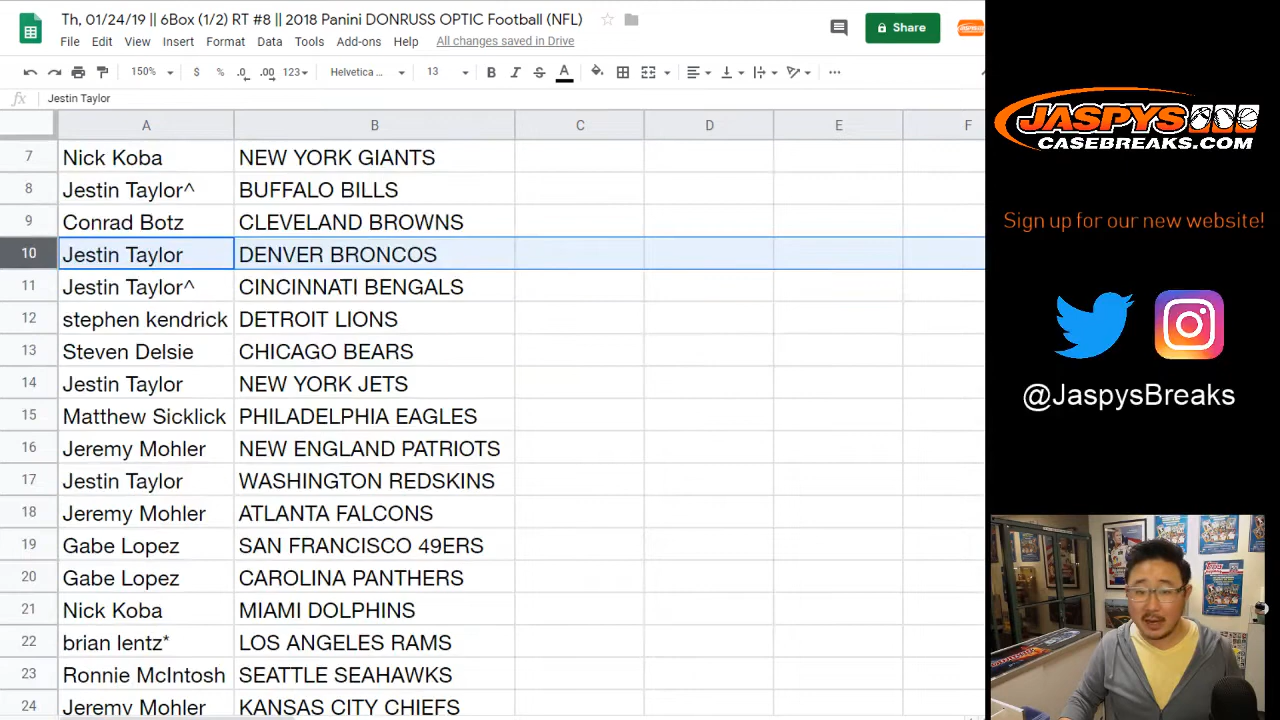 Th, 01/24/19 || 6Box (1/2) RT #8 || 2018 Panini DONRUSS OPTIC Football (NFL)
File Edit View Insert Format Data Tools Add-ons Help All changes saved in Drive
Share
150% $ % .0 .00 123 Helvetica ... 13 B I S A
fx Jestin Taylor
A B C D E F
7 Nick Koba NEW YORK GIANTS
8 Jestin Taylor^ BUFFALO BILLS
9 Conrad Botz CLEVELAND BROWNS
10 Jestin Taylor DENVER BRONCOS
11 Jestin Taylor^ CINCINNATI BENGALS
12 stephen kendrick DETROIT LIONS
13 Steven Delsie CHICAGO BEARS
14 Jestin Taylor NEW YORK JETS
15 Matthew Sicklick PHILADELPHIA EAGLES
16 Jeremy Mohler NEW ENGLAND PATRIOTS
17 Jestin Taylor WASHINGTON REDSKINS
18 Jeremy Mohler ATLANTA FALCONS
19 Gabe Lopez SAN FRANCISCO 49ERS
20 Gabe Lopez CAROLINA PANTHERS
21 Nick Koba MIAMI DOLPHINS
22 brian lentz* LOS ANGELES RAMS
23 Ronnie McIntosh SEATTLE SEAHAWKS
24 Jeremy Mohler KANSAS CITY CHIEFS
JASPYS
CASEBREAKS.COM
Sign up for our new website!
@JaspysBreaks